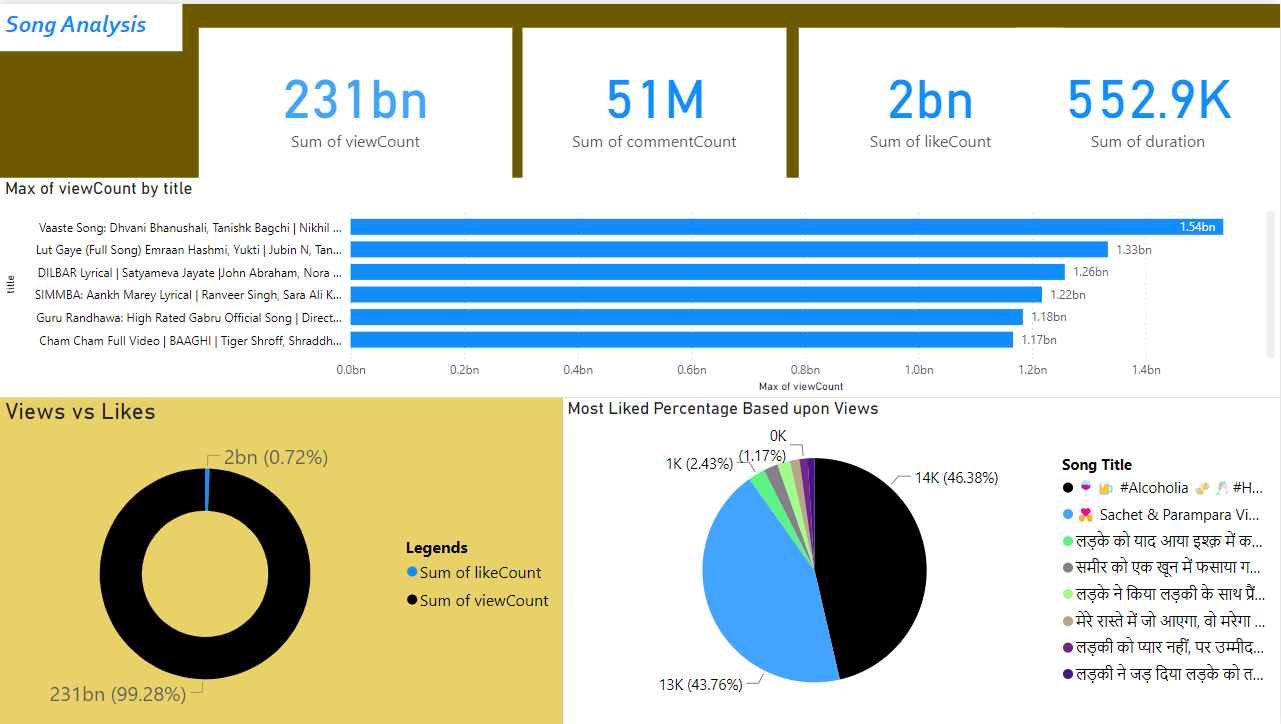 Song Analysis
231bn
Sum of viewCount
51M
Sum of commentCount
2bn
Sum of likeCount
552.9K
Sum of duration
Max of viewCount by title
title
Vaaste Song: Dhvani Bhanushali, Tanishk Bagchi | Nikhil ...
1.54bn
Lut Gaye (Full Song) Emraan Hashmi, Yukti | Jubin N, Tan...
1.33bn
DILBAR Lyrical | Satyameva Jayate |John Abraham, Nora ...
1.26bn
SIMMBA: Aankh Marey Lyrical | Ranveer Singh, Sara Ali K...
1.22bn
Guru Randhawa: High Rated Gabru Official Song | Direct...
1.18bn
Cham Cham Full Video | BAAGHI | Tiger Shroff, Shraddh...
1.17bn
0.0bn 0.2bn 0.4bn 0.6bn 0.8bn 1.0bn 1.2bn 1.4bn
Max of viewCount
Views vs Likes
2bn (0.72%)
231bn (99.28%)
Legends
Sum of likeCount
Sum of viewCount
Most Liked Percentage Based upon Views
0K
(1.17%)
1K (2.43%)
14K (46.38%)
13K (43.76%)
Song Title
🍷 🍺 #Alcoholia 🍻 🥂 #H...
💑 Sachet & Parampara Vi...
लड़के को याद आया इश्क़ में क...
समीर को एक खून में फसाया ग...
लड़के ने किया लड़की के साथ प्रैं...
मेरे रास्ते में जो आएगा, वो मरेगा ...
लड़की को प्यार नहीं, पर उम्मीद...
लड़की ने जड़ दिया लड़के को त...